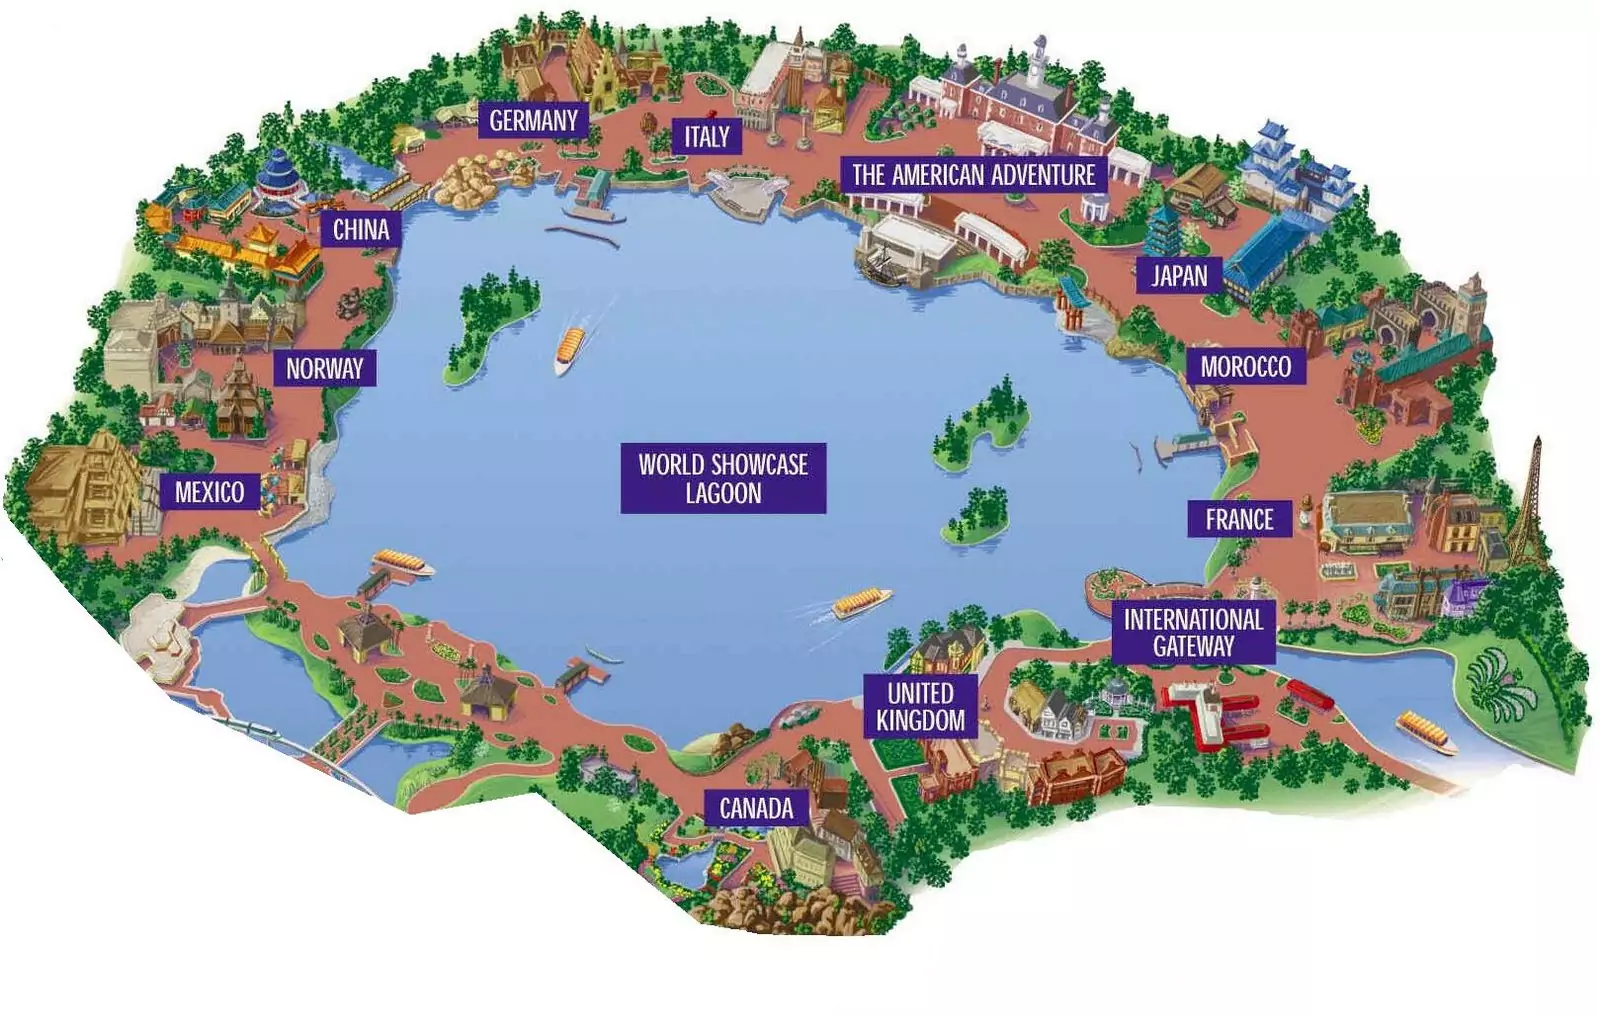 GERMANY
ITALY
THE AMERICAN ADVENTURE
CHINA
JAPAN
NORWAY
MOROCCO
WORLD SHOWCASE
LAGOON
MEXICO
FRANCE
INTERNATIONAL
GATEWAY
UNITED
KINGDOM
CANADA